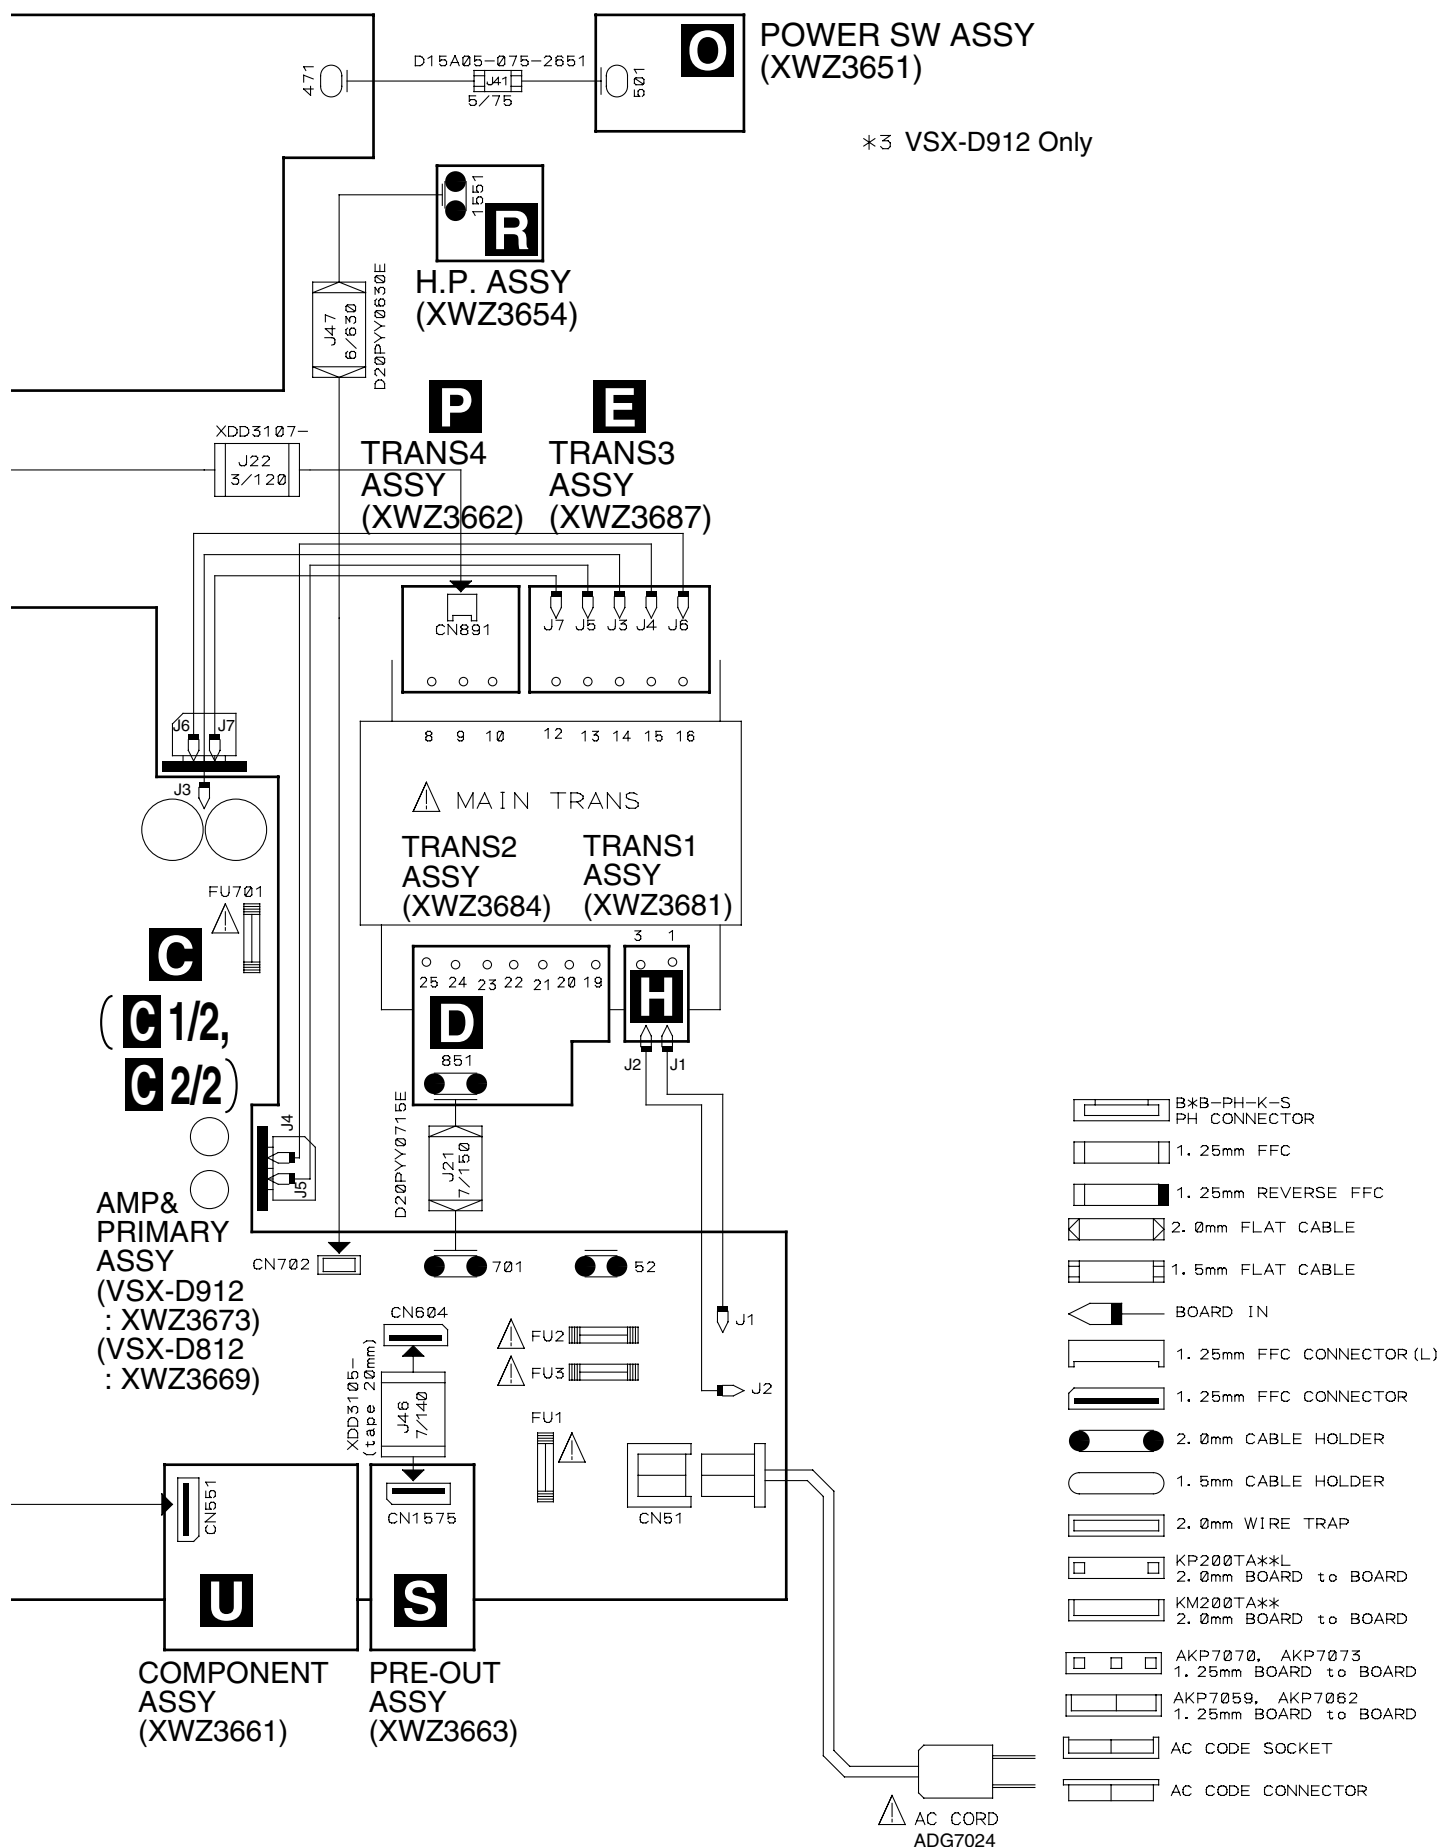 O
POWER SW ASSY
(XWZ3651)
471
D15A05-075-2651
J41
5/75
501
*3 VSX-D912 Only
1551
R
H.P. ASSY
(XWZ3654)
J47
6/630
D20PYY0630E
P
TRANS4
ASSY
(XWZ3662)
E
TRANS3
ASSY
(XWZ3687)
XDD3107-
J22
3/120
CN891
J7 J5 J3 J4 J6
8 9 10 12 13 14 15 16
J6 J7
J3
MAIN TRANS
TRANS2
ASSY
(XWZ3684)
TRANS1
ASSY
(XWZ3681)
FU701
C
(C 1/2,
C 2/2)
3 1
25 24 23 22 21 20 19
D
H
851
J2 J1
J4
J5
D20PYY0715E
J21
7/150
AMP&
PRIMARY
ASSY
(VSX-D912
: XWZ3673)
(VSX-D812
: XWZ3669)
CN702
701
52
CN604
FU2
FU3
J1
J2
XDD3105-
(tape 20mm)
J46
7/140
FU1
CN551
CN1575
CN51
U
S
COMPONENT
ASSY
(XWZ3661)
PRE-OUT
ASSY
(XWZ3663)
AC CORD
ADG7024
B*B-PH-K-S
PH CONNECTOR
1.25mm FFC
1.25mm REVERSE FFC
2.0mm FLAT CABLE
1.5mm FLAT CABLE
BOARD IN
1.25mm FFC CONNECTOR(L)
1.25mm FFC CONNECTOR
2.0mm CABLE HOLDER
1.5mm CABLE HOLDER
2.0mm WIRE TRAP
KP200TA**L
2.0mm BOARD to BOARD
KM200TA**
2.0mm BOARD to BOARD
AKP7070, AKP7073
1.25mm BOARD to BOARD
AKP7059, AKP7062
1.25mm BOARD to BOARD
AC CODE SOCKET
AC CODE CONNECTOR